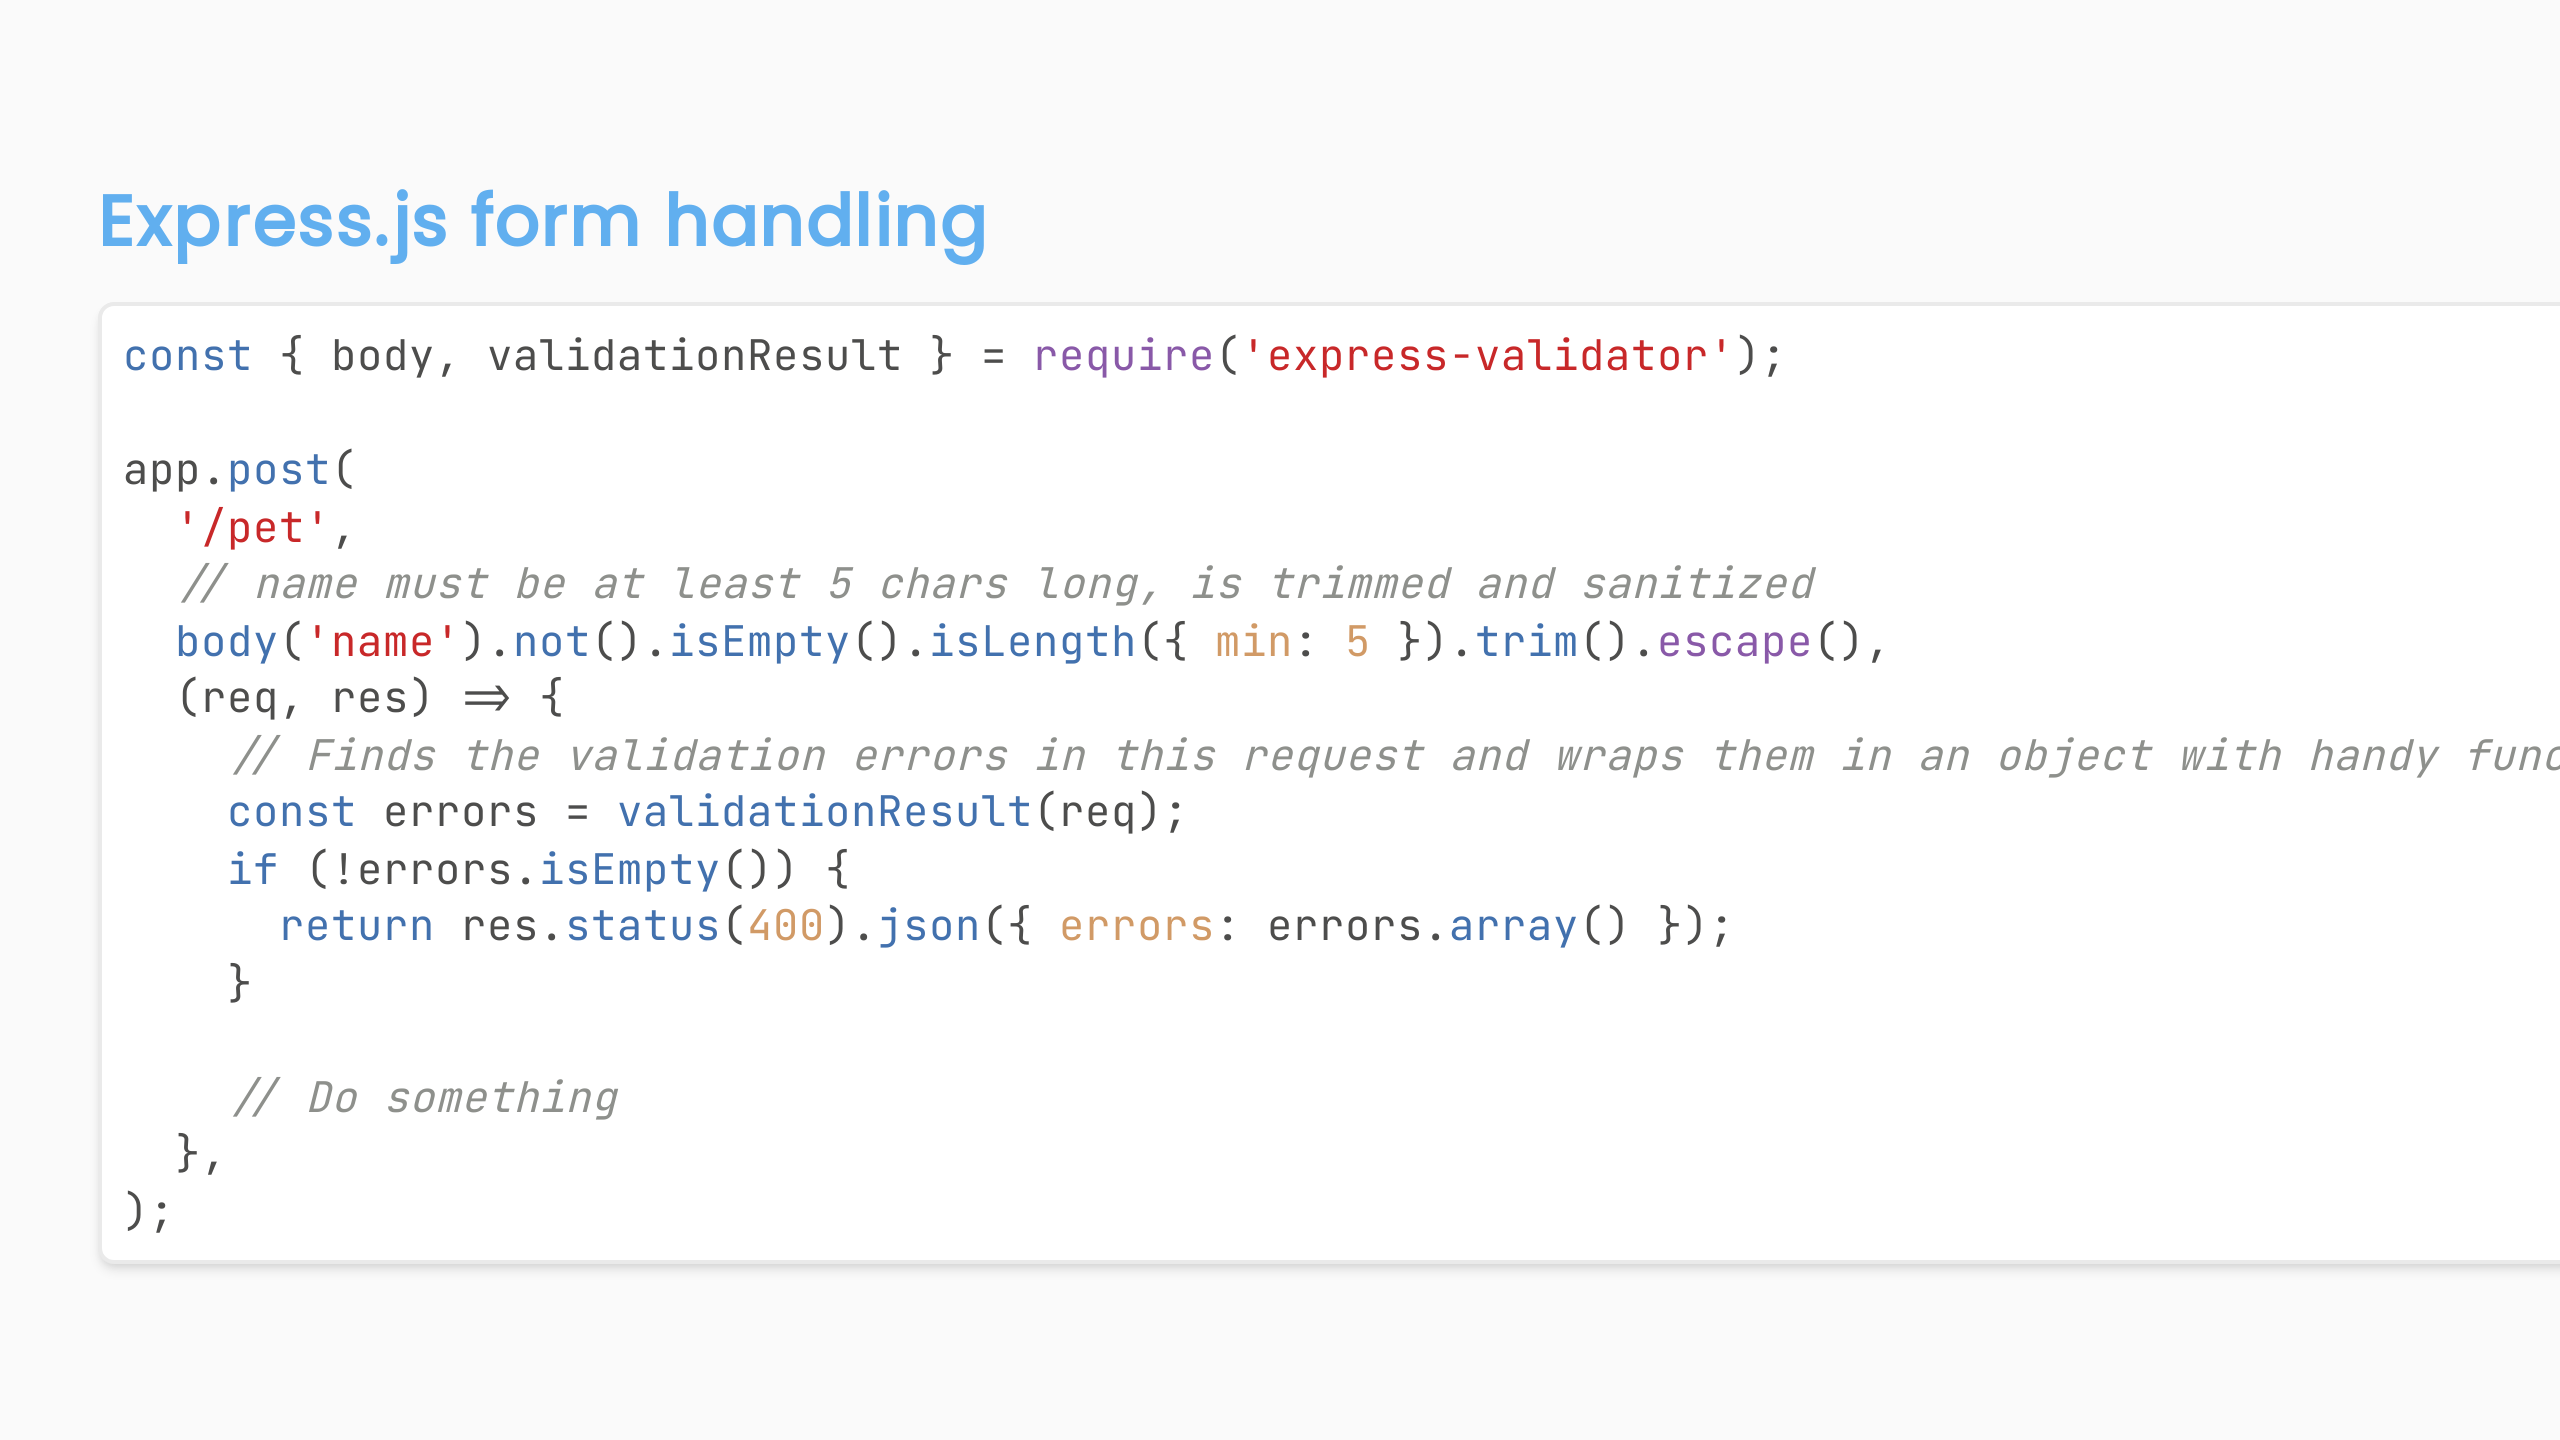 Express.js form handling
const { body, validationResult } = require('express-validator');
app.post(
'/pet',
// name must be at least 5 chars long, is trimmed and sanitized
body('name').not().isEmpty().isLength({ min: 5 }).trim().escape(),
(req, res) => {
// Finds the validation errors in this request and wraps them in an object with handy
const errors = validationResult(req);
if (!errors.isEmpty()) {
return res.status(400).json({ errors: errors.array() });
}
// Do something
},
);